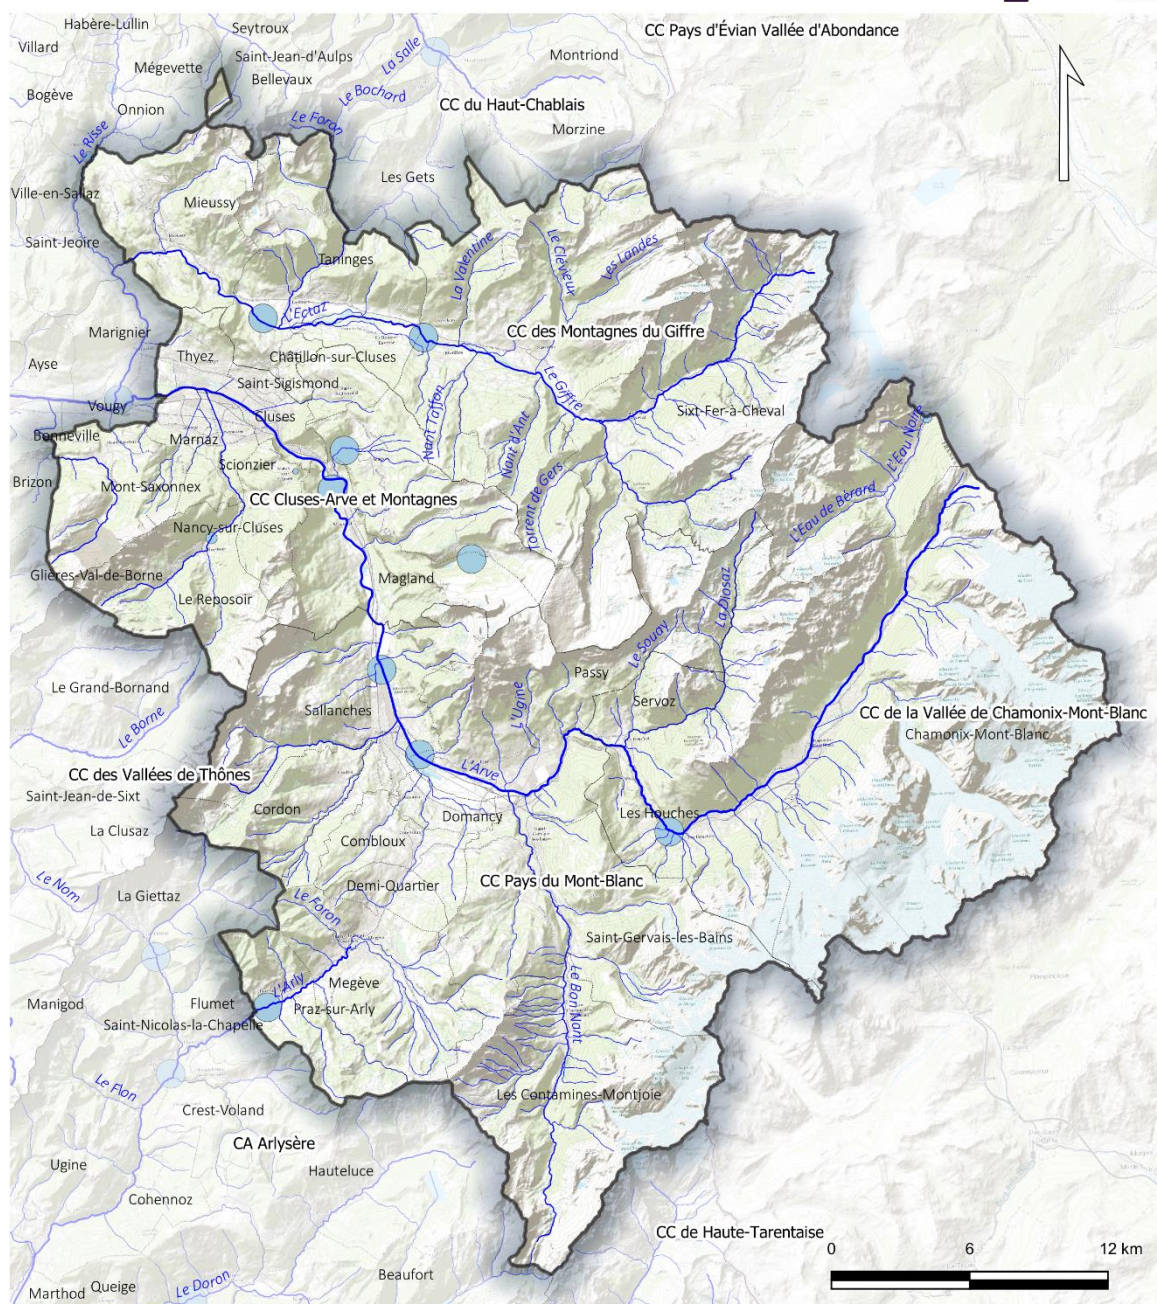 Habère-Lullin
Seytroux
CC Pays d'Évian Vallée d'Abondance
Villard
Saint-Jean-d'Aulps
La Salle
Montriond
Mégevette
Bellevaux
Bogève
Le Bochard
Onnion
CC du Haut-Chablais
Le Foron
Morzine
Le Risse
Les Gets
Ville-en-Sallaz
Mieussy
Saint-Jeoire
Taninges
La Valentine
Le Clévieux
Les Landes
L'Ectaz
Marignier
CC des Montagnes du Giffre
Thyez
Châtillon-sur-Cluses
Ayse
Saint-Sigismond
Le Giffre
Vougy
Cluses
Nant Taffon
Sixt-Fer-à-Cheval
Bonneville
Marnaz
Nant d'Ant
L'Eau Noire
Scionzier
Brizon
Mont-Saxonnex
CC Cluses-Arve et Montagnes
Torrent de Gers
L'Eau de Bérard
Nancy-sur-Cluses
Glières-Val-de-Borne
Magland
Le Reposoir
La Diosaz
Le Souay
Passy
Le Grand-Bornand
Servoz
Le Borne
Sallanches
L'Ugine
CC de la Vallée de Chamonix-Mont-Blanc
Chamonix-Mont-Blanc
CC des Vallées de Thônes
L'Arve
Saint-Jean-de-Sixt
Cordon
Domancy
Les Houches
La Clusaz
Combloux
Le Nom
Demi-Quartier
CC Pays du Mont-Blanc
La Giettaz
Le Foron
Saint-Gervais-les-Bains
L'Arly
Megève
Le Bon Nant
Manigod
Flumet
Praz-sur-Arly
Saint-Nicolas-la-Chapelle
Le Flon
Les Contamines-Montjoie
Crest-Voland
CA Arlysère
Ugine
Hauteluce
Cohennoz
CC de Haute-Tarentaise
0 6 12 km
Beaufort
Marthod
Queige
Le Doron